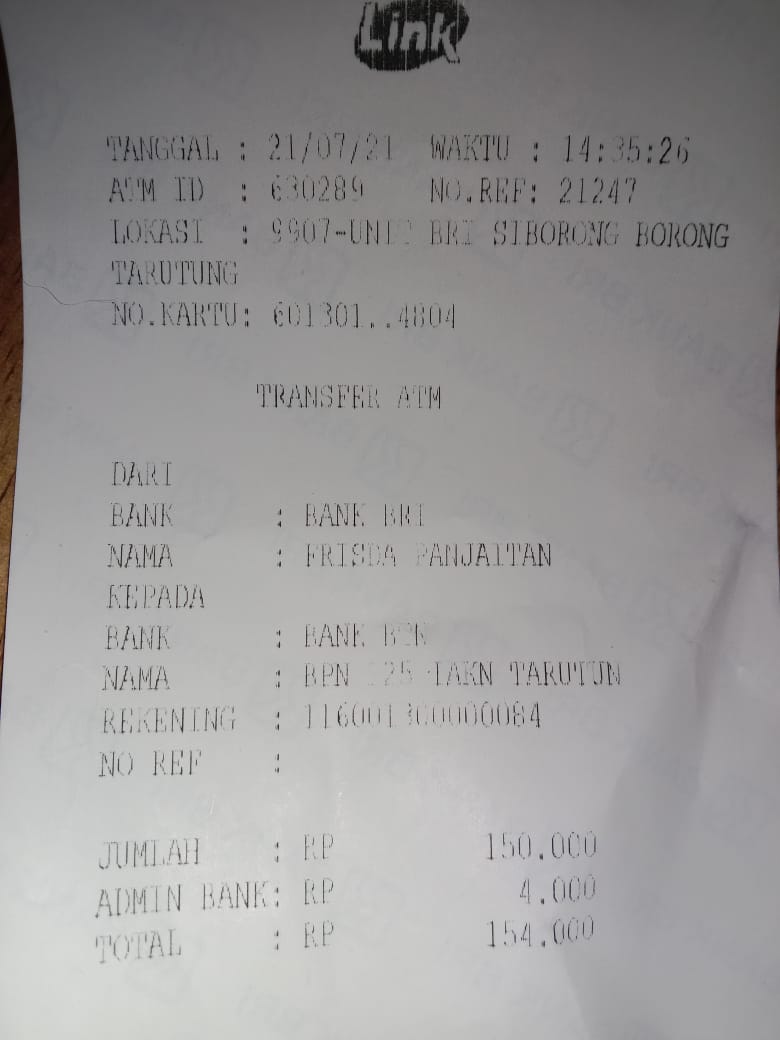 Link
TANGGAL : 21/07/21 WAKTU : 14:35:26
ATM ID : 630289 NO.REF: 21247
LOKASI : 9907-UNIT BRI SIBORONG BORONG
TARUTUNG
NO.KARTU: 601301..4804
TRANSFER ATM
DARI
BANK : BANK BRI
NAMA : FRISDA PANJAITAN
KEPADA
BANK : BANK BTN
NAMA : BPN 125 IAKN TARUTUN
REKENING : 116001300000084
NO REF :
JUMLAH : RP 150.000
ADMIN BANK: RP 4.000
TOTAL : RP 154.000